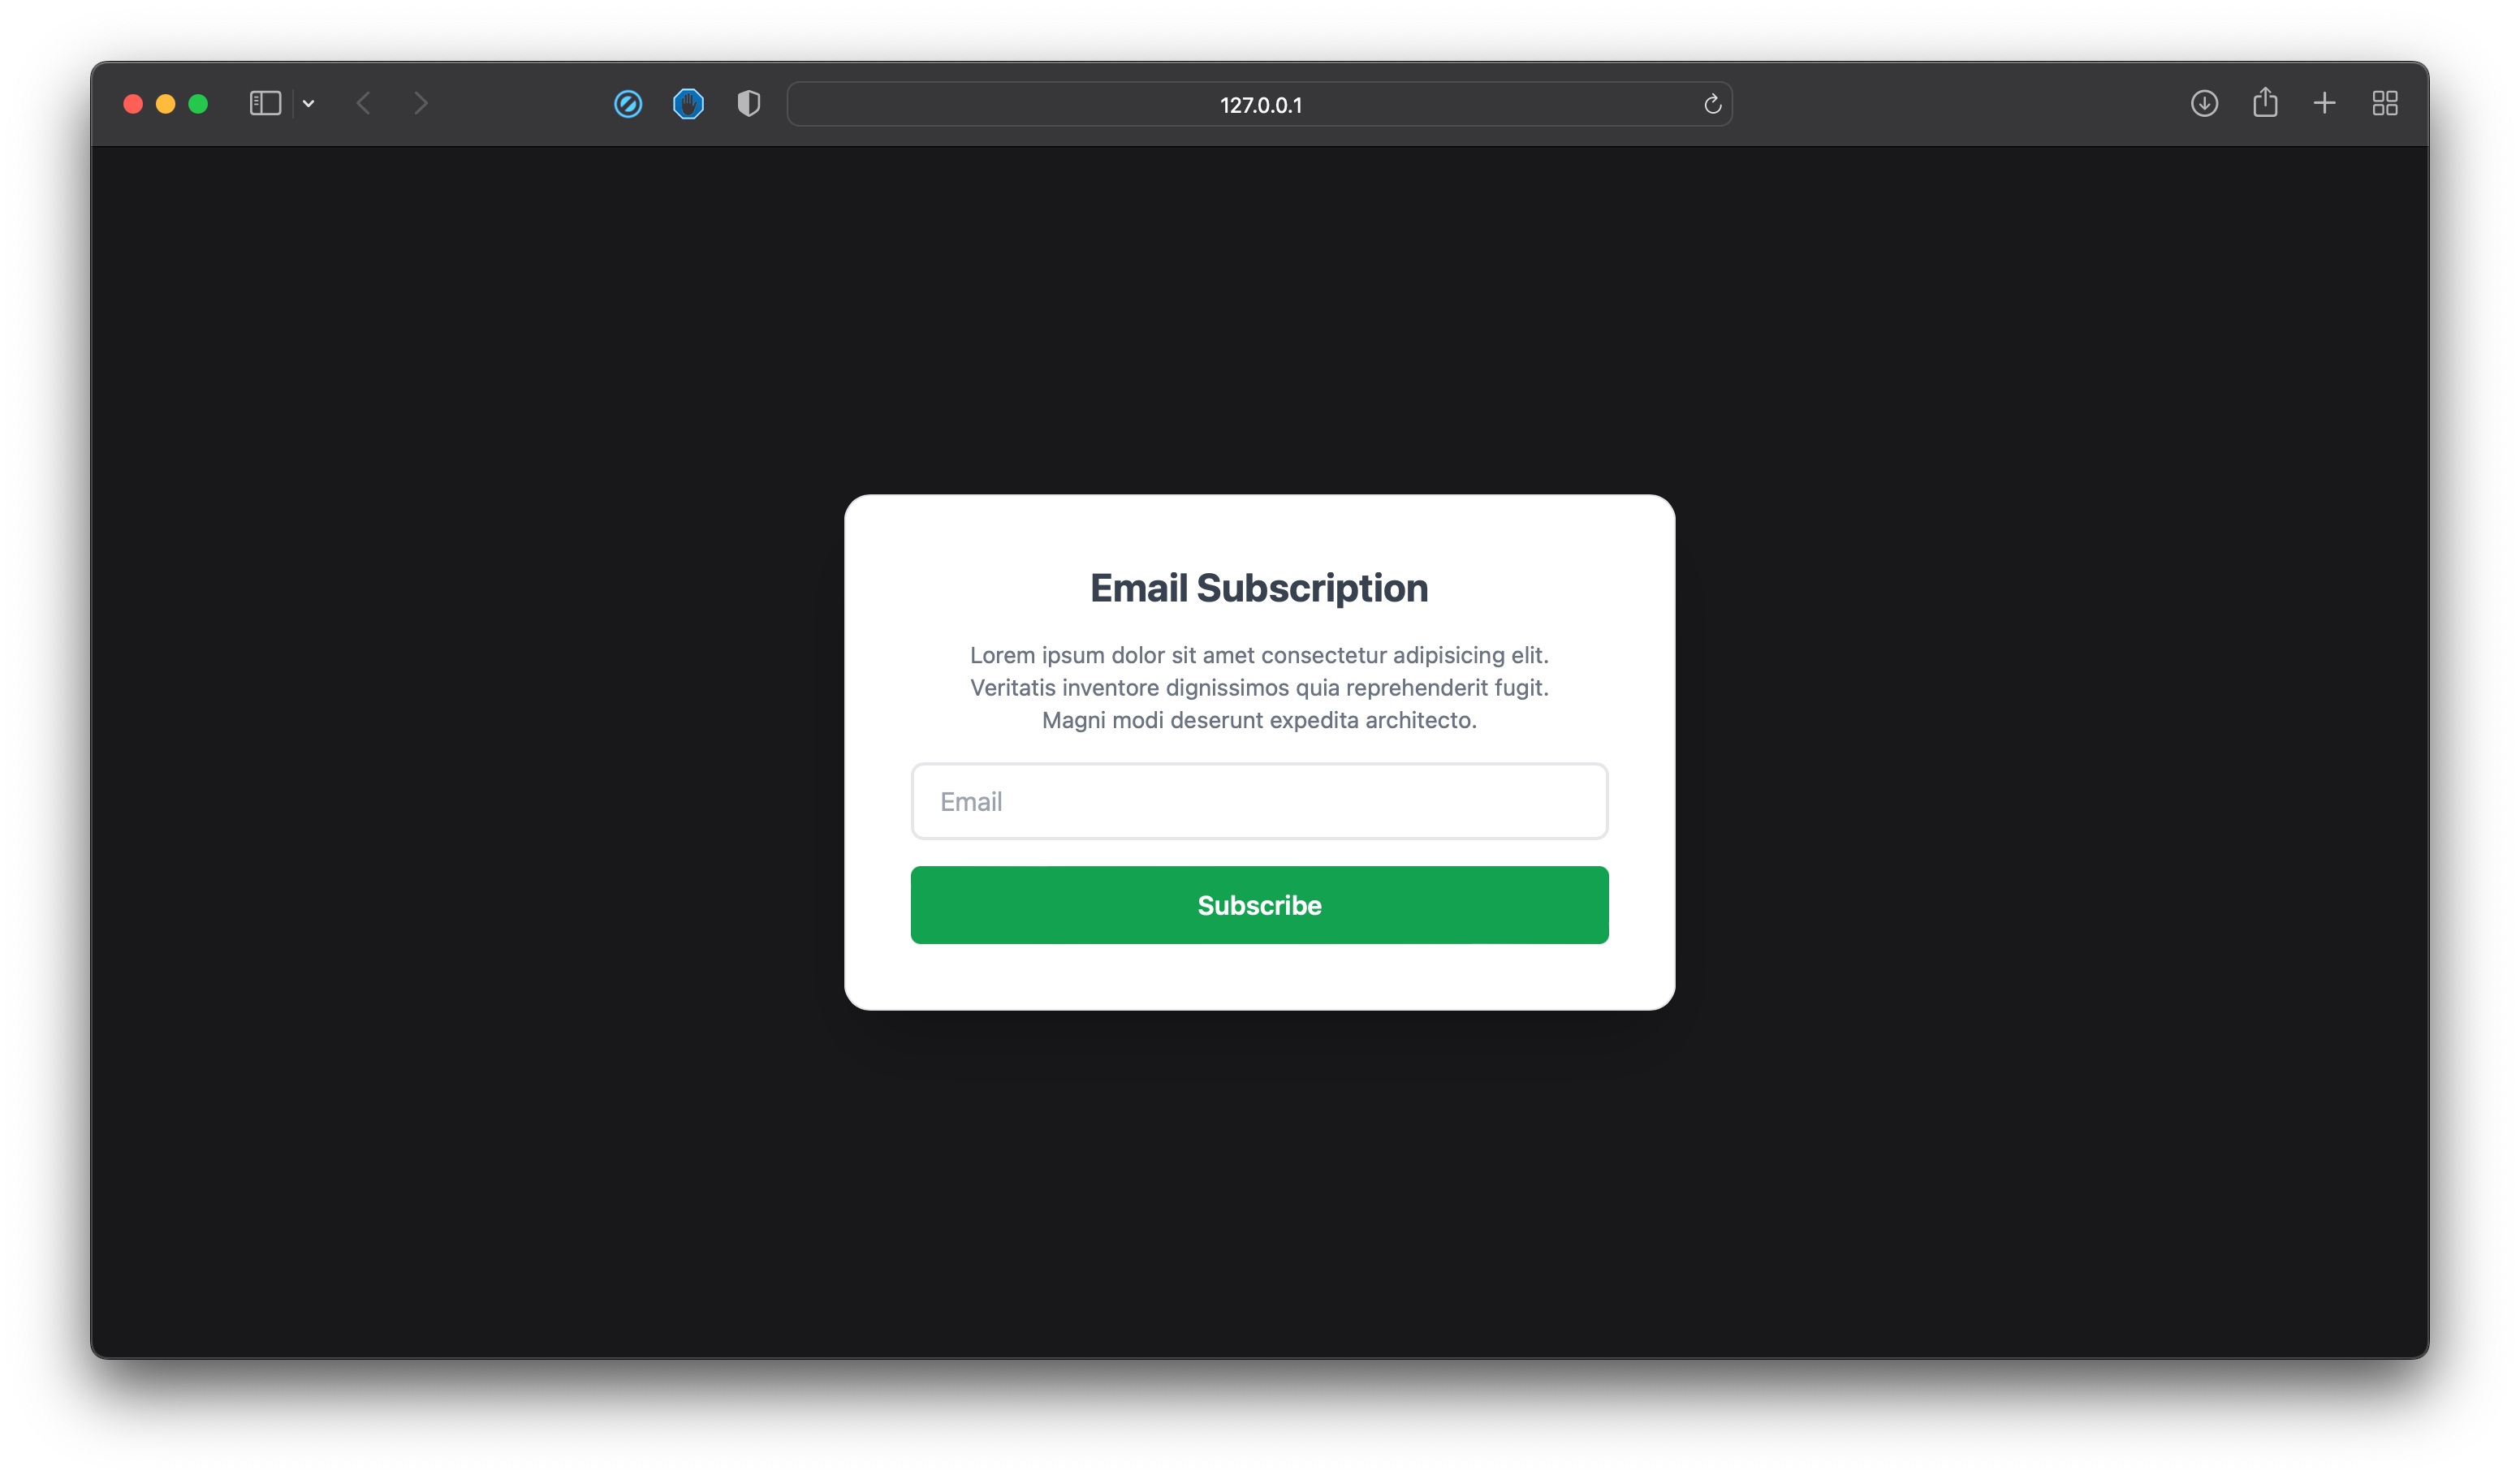 127.0.0.1
Email Subscription
Lorem ipsum dolor sit amet consectetur adipisicing elit.
Veritatis inventore dignissimos quia reprehenderit fugit.
Magni modi deserunt expedita architecto.
Email
Subscribe